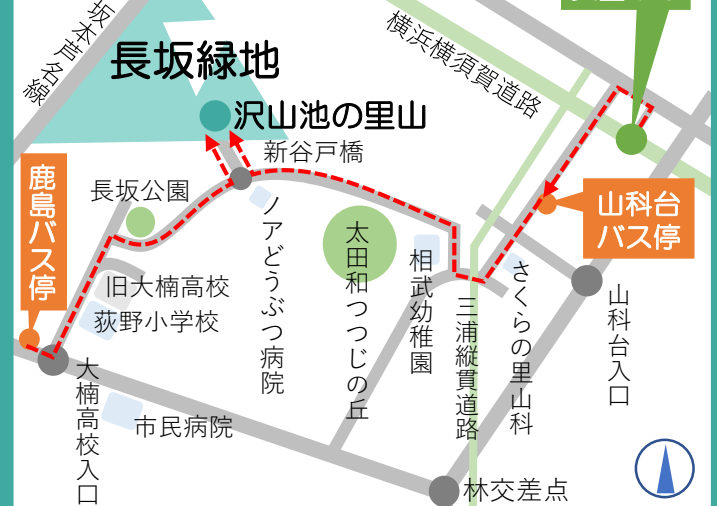 坂本芦名線
長坂緑地
横浜横須賀道路
沢山池の里山
新谷戸橋
鹿島バス停
長坂公園
山科台
バス停
ノアどうぶつ病院
太田和つつじの丘
相武幼稚園
三浦縦貫道路
さくらの里山科
山科台入口
旧大楠高校
荻野小学校
大楠高校入口
市民病院
林交差点